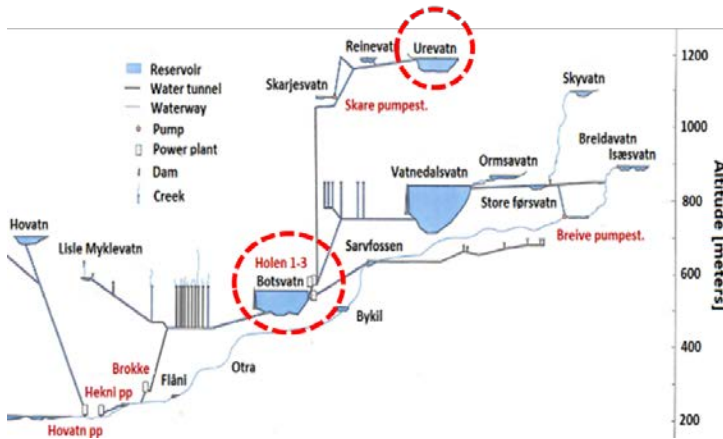 Reservoir
Water tunnel
Waterway
Pump
Power plant
Dam
Creek
Reinevatn
Urevatn
Skarjesvatn
Skare pumpest.
Skyvatn
Breidavatn
Isæsvatn
Ormsavatn
Vatnedalsvatn
Store førsvatn
Breive pumpest.
Sarvfossen
Hovatn
Lisle Myklevatn
Holen 1-3
Botsvatn
Bykil
Otra
Brokke
Flåni
Hekni pp
Hovatn pp
1200
1000
800
600
400
200
Altitude [meters]